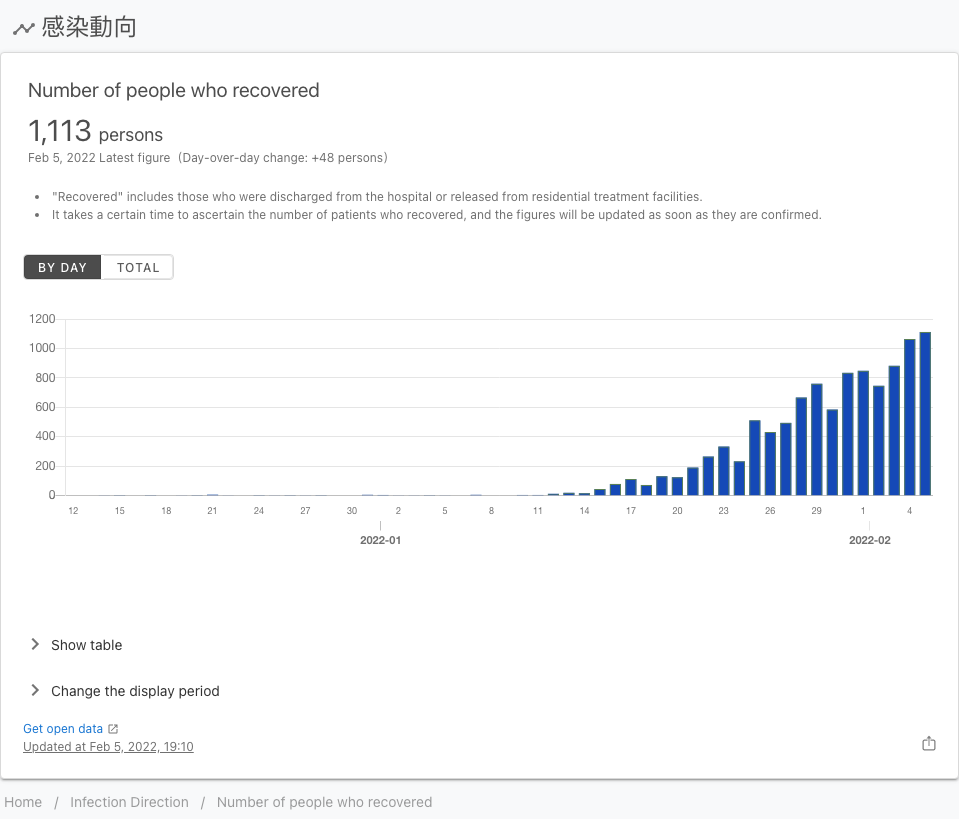 感染動向
Number of people who recovered
1,113 persons
Feb 5, 2022 Latest figure (Day-over-day change: +48 persons)
• "Recovered" includes those who were discharged from the hospital or released from residential treatment facilities.
• It takes a certain time to ascertain the number of patients who recovered, and the figures will be updated as soon as they are confirmed.
BY DAY TOTAL
1200
1000
800
600
400
200
0
12 15 18 21 24 27 30 2 5 8 11 14 17 20 23 26 29 1 4
2022-01 2022-02
Show table
Change the display period
Get open data
Updated at Feb 5, 2022, 19:10
Home / Infection Direction / Number of people who recovered